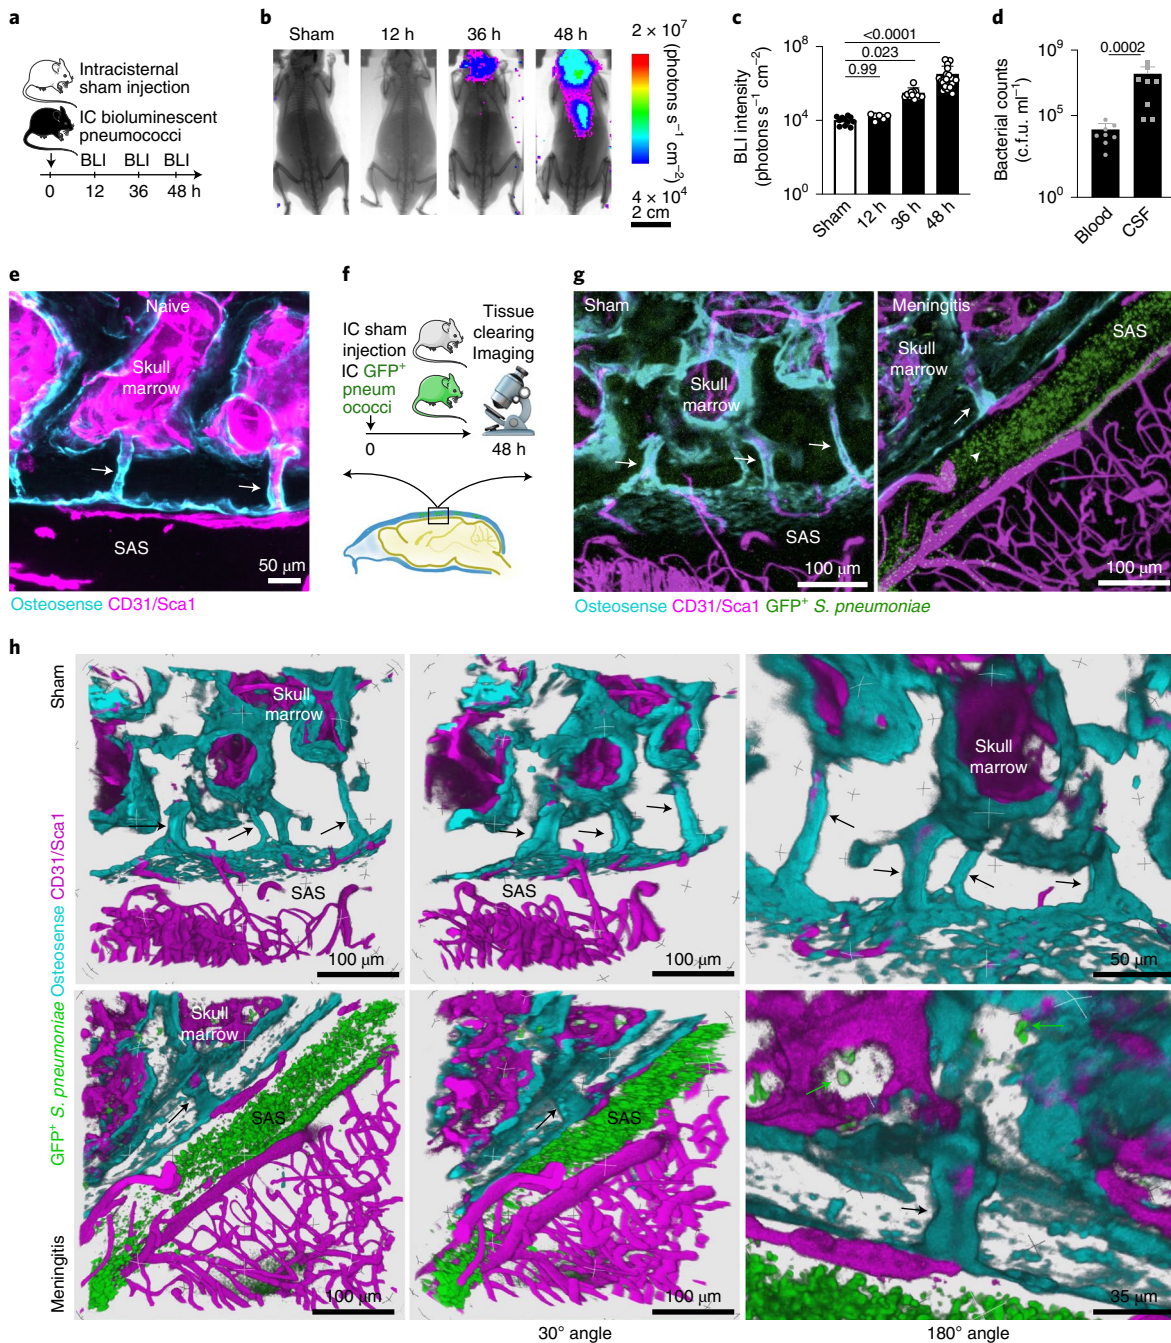 a
Intracisternal
sham injection
IC bioluminescent
pneumococci
BLI BLI BLI
0 12 36 48 h
b
Sham 12 h 36 h 48 h
2 × 10⁷
(photons s⁻¹ cm⁻²)
4 × 10⁴
2 cm
c
<0.0001
0.023
0.99
BLI intensity
(photons s⁻¹ cm⁻²)
10⁸
10⁴
10⁰
Sham
12 h
36 h
48 h
d
0.0002
Bacterial counts
(c.f.u. ml⁻¹)
10⁹
10⁵
10⁰
Blood
CSF
e
Naive
Skull
marrow
SAS
50 µm
Osteosense CD31/Sca1
f
IC sham
injection
IC GFP⁺
pneum
ococci
Tissue
clearing
Imaging
0 48 h
g
Sham
Skull
marrow
SAS
100 µm
Meningitis
Skull
marrow
SAS
100 µm
Osteosense CD31/Sca1 GFP⁺ S. pneumoniae
h
Sham
Meningitis
GFP⁺ S. pneumoniae Osteosense CD31/Sca1
Skull
marrow
SAS
100 µm
SAS
100 µm
Skull
marrow
50 µm
Skull
marrow
SAS
100 µm
100 µm
35 µm
30° angle
180° angle